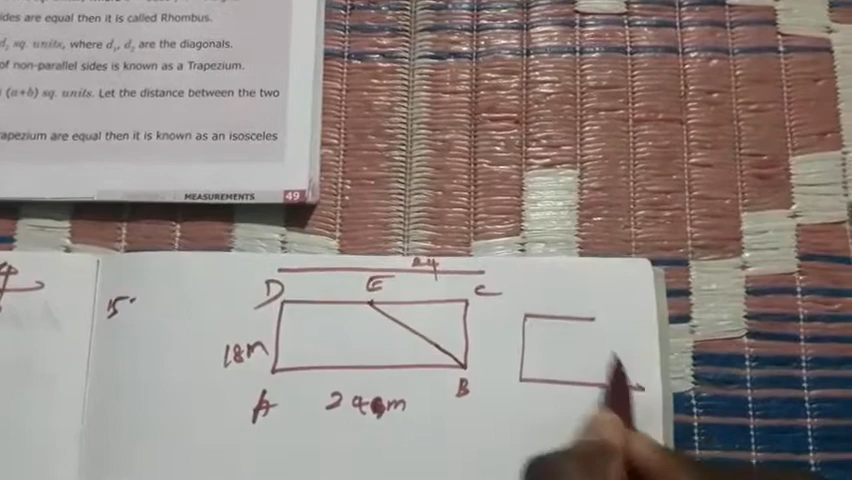 ides are equal then it is called Rhombus.
d₂ sq. units, where d₁, d₂ are the diagonals.
of non-parallel sides is known as a Trapezium.
(a+b) sq. units. Let the distance between the two
rapezium are equal then it is known as an isosceles
MEASUREMENTS 49
24
15.
D E C
18m
A B
24m